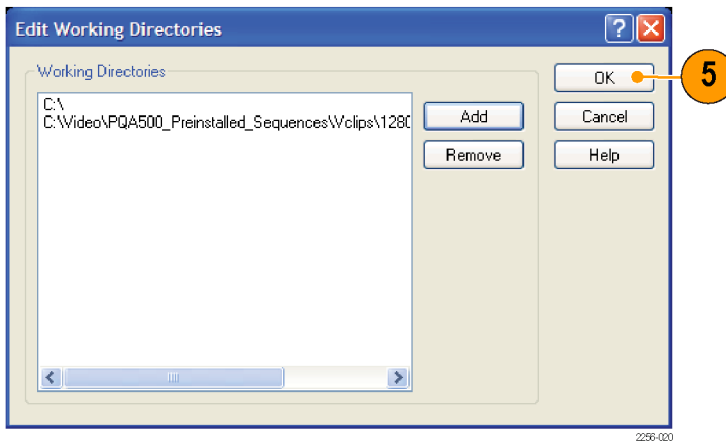 Edit Working Directories
Working Directories
C:\
C:\Video\PQA500_Preinstalled_Sequences\Vclips\1280
Add
Remove
OK
Cancel
Help
5
2256-020